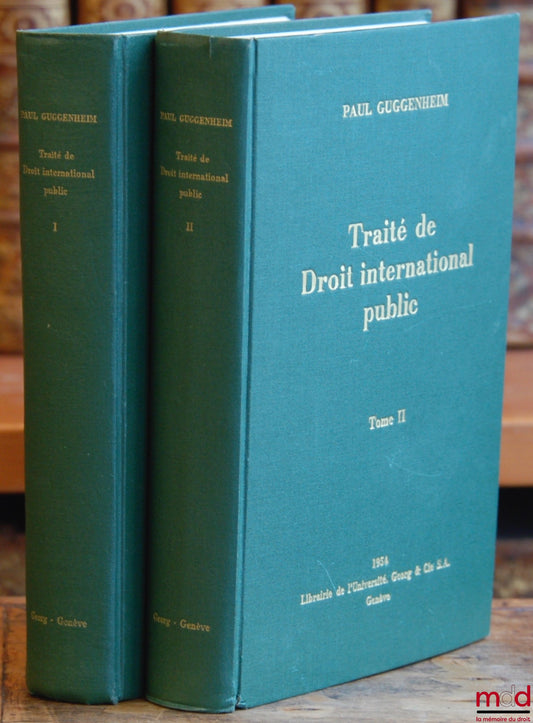 PAUL GUGGENHEIM
Traité de
Droit international
public
I
Georg - Genève
PAUL GUGGENHEIM
Traité de
Droit international
public
II
Georg - Genève
PAUL GUGGENHEIM
Traité de
Droit international
public
Tome II
1954
Librairie de l'Université. Georg & Cie S.A.
Genève
mdd
la mémoire du droit